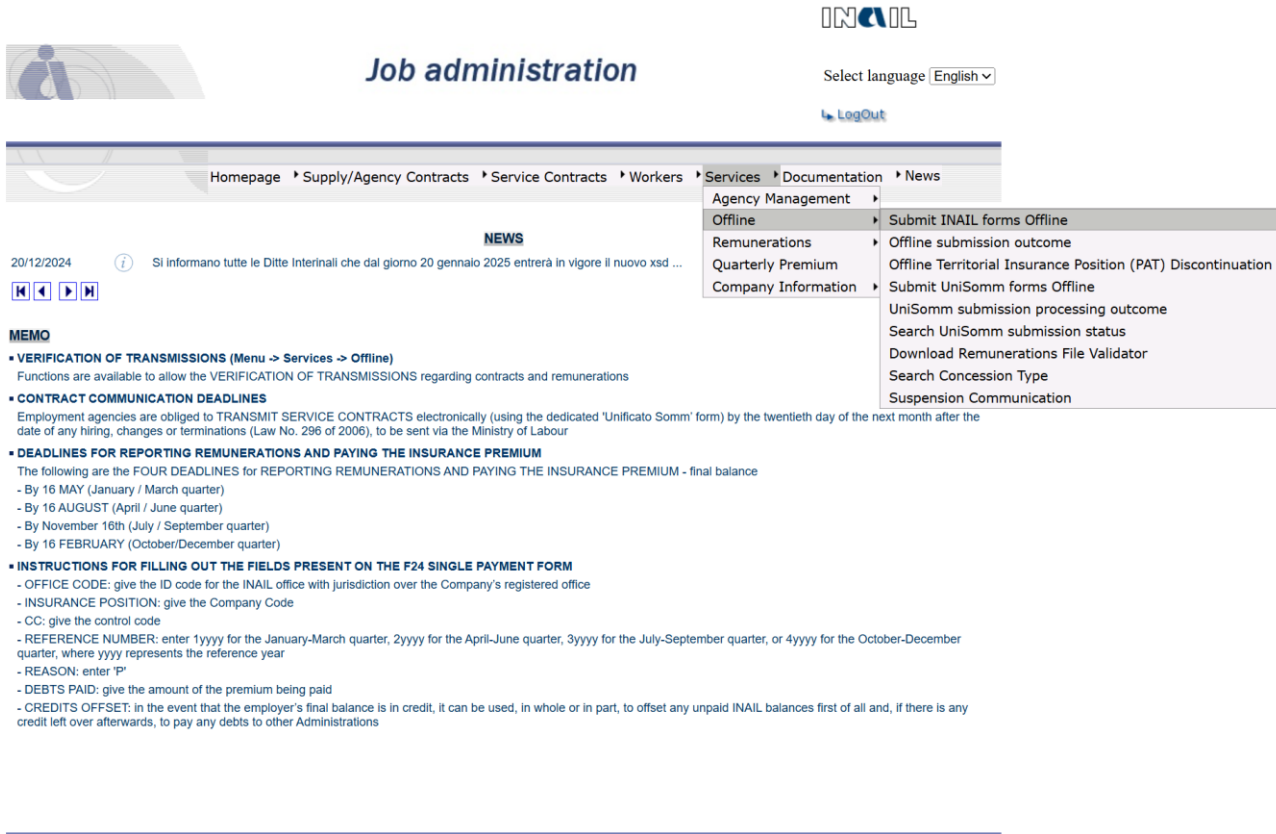 INAIL
Job administration
Select language English
LogOut
Homepage Supply/Agency Contracts Service Contracts Workers Services Documentation News
Agency Management
Offline
Remunerations
Quarterly Premium
Company Information
Submit INAIL forms Offline
Offline submission outcome
Offline Territorial Insurance Position (PAT) Discontinuation
Submit UniSomm forms Offline
UniSomm submission processing outcome
Search UniSomm submission status
Download Remunerations File Validator
Search Concession Type
Suspension Communication
NEWS
20/12/2024 i Si informano tutte le Ditte Interinali che dal giorno 20 gennaio 2025 entrerà in vigore il nuovo xsd ...
MEMO
▪ VERIFICATION OF TRANSMISSIONS (Menu -> Services -> Offline)
Functions are available to allow the VERIFICATION OF TRANSMISSIONS regarding contracts and remunerations
▪ CONTRACT COMMUNICATION DEADLINES
Employment agencies are obliged to TRANSMIT SERVICE CONTRACTS electronically (using the dedicated 'Unificato Somm' form) by the twentieth day of the next month after the
date of any hiring, changes or terminations (Law No. 296 of 2006), to be sent via the Ministry of Labour
▪ DEADLINES FOR REPORTING REMUNERATIONS AND PAYING THE INSURANCE PREMIUM
The following are the FOUR DEADLINES for REPORTING REMUNERATIONS AND PAYING THE INSURANCE PREMIUM - final balance
- By 16 MAY (January / March quarter)
- By 16 AUGUST (April / June quarter)
- By November 16th (July / September quarter)
- By 16 FEBRUARY (October/December quarter)
▪ INSTRUCTIONS FOR FILLING OUT THE FIELDS PRESENT ON THE F24 SINGLE PAYMENT FORM
- OFFICE CODE: give the ID code for the INAIL office with jurisdiction over the Company's registered office
- INSURANCE POSITION: give the Company Code
- CC: give the control code
- REFERENCE NUMBER: enter 1yyyy for the January-March quarter, 2yyyy for the April-June quarter, 3yyyy for the July-September quarter, or 4yyyy for the October-December
quarter, where yyyy represents the reference year
- REASON: enter 'P'
- DEBTS PAID: give the amount of the premium being paid
- CREDITS OFFSET: in the event that the employer's final balance is in credit, it can be used, in whole or in part, to offset any unpaid INAIL balances first of all and, if there is any
credit left over afterwards, to pay any debts to other Administrations